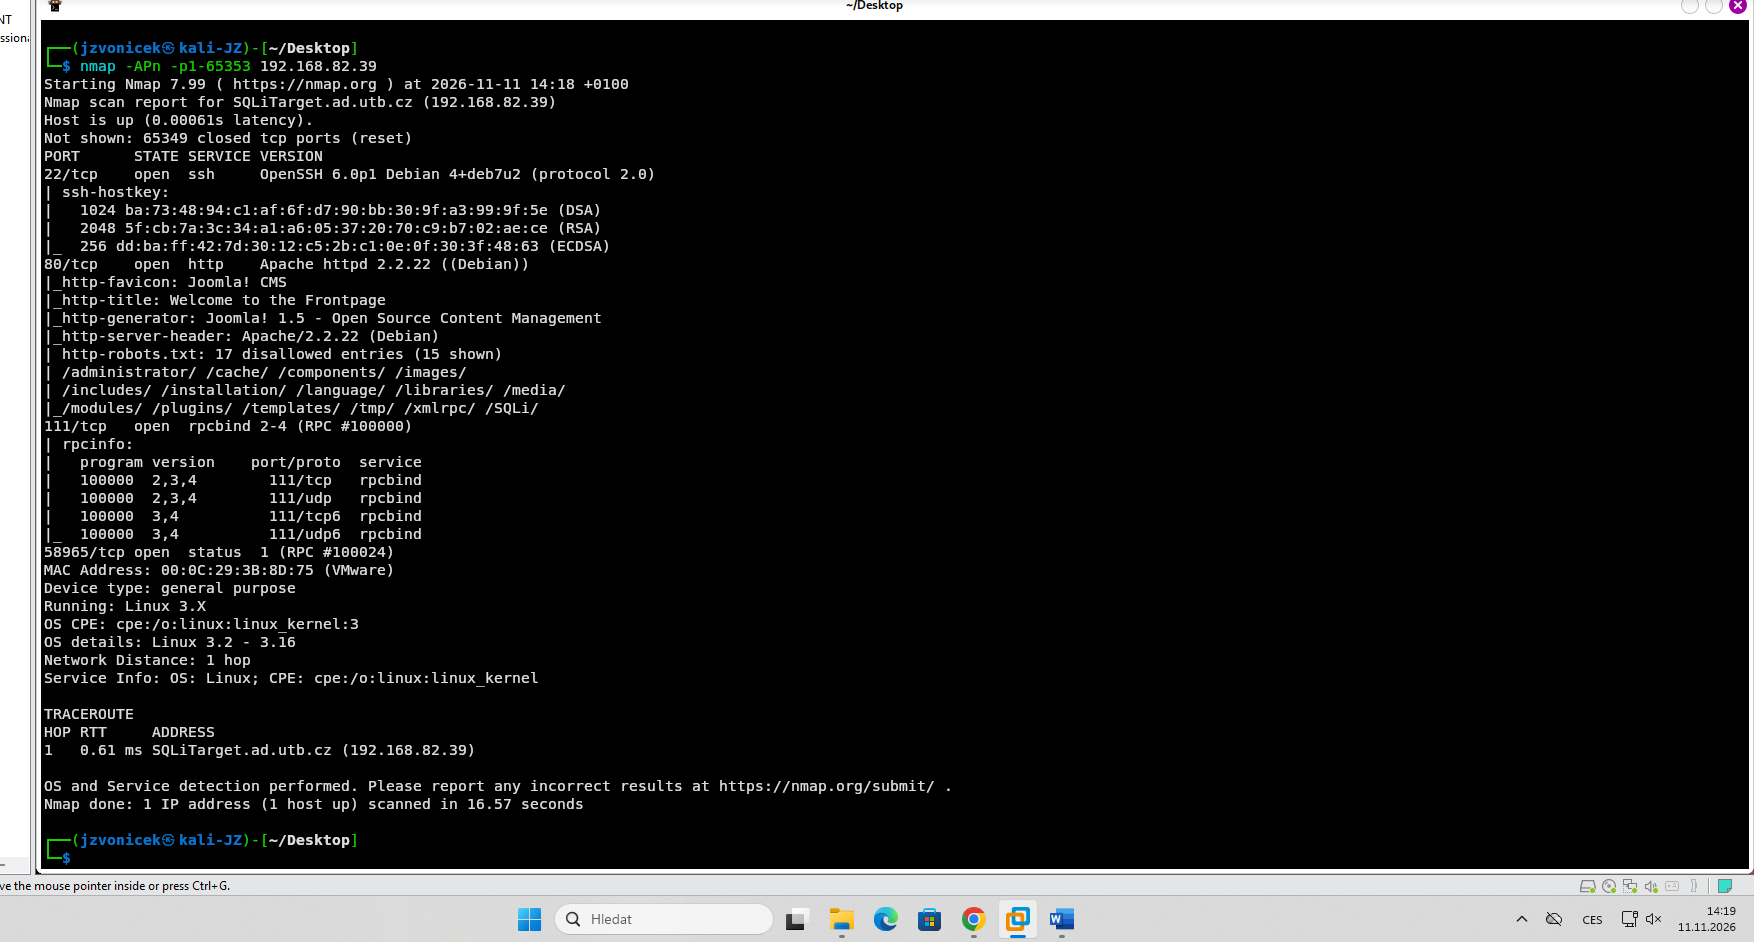 NT
~/Desktop
ssiona
(jzvonicek㉿kali-JZ)-[~/Desktop]
$ nmap -APn -p1-65353 192.168.82.39
Starting Nmap 7.99 ( https://nmap.org ) at 2026-11-11 14:18 +0100
Nmap scan report for SQLiTarget.ad.utb.cz (192.168.82.39)
Host is up (0.00061s latency).
Not shown: 65349 closed tcp ports (reset)
PORT      STATE SERVICE VERSION
22/tcp    open  ssh     OpenSSH 6.0p1 Debian 4+deb7u2 (protocol 2.0)
| ssh-hostkey:
|   1024 ba:73:48:94:c1:af:6f:d7:90:bb:30:9f:a3:99:9f:5e (DSA)
|   2048 5f:cb:7a:3c:34:a1:a6:05:37:20:70:c9:b7:02:ae:ce (RSA)
|_  256 dd:ba:ff:42:7d:30:12:c5:2b:c1:0e:0f:30:3f:48:63 (ECDSA)
80/tcp    open  http    Apache httpd 2.2.22 ((Debian))
|_http-favicon: Joomla! CMS
|_http-title: Welcome to the Frontpage
|_http-generator: Joomla! 1.5 - Open Source Content Management
|_http-server-header: Apache/2.2.22 (Debian)
| http-robots.txt: 17 disallowed entries (15 shown)
| /administrator/ /cache/ /components/ /images/
| /includes/ /installation/ /language/ /libraries/ /media/
|_/modules/ /plugins/ /templates/ /tmp/ /xmlrpc/ /SQLi/
111/tcp   open  rpcbind 2-4 (RPC #100000)
| rpcinfo:
|   program version    port/proto  service
|   100000  2,3,4          111/tcp   rpcbind
|   100000  2,3,4          111/udp   rpcbind
|   100000  3,4            111/tcp6  rpcbind
|_  100000  3,4            111/udp6  rpcbind
58965/tcp open  status  1 (RPC #100024)
MAC Address: 00:0C:29:3B:8D:75 (VMware)
Device type: general purpose
Running: Linux 3.X
OS CPE: cpe:/o:linux:linux_kernel:3
OS details: Linux 3.2 - 3.16
Network Distance: 1 hop
Service Info: OS: Linux; CPE: cpe:/o:linux:linux_kernel
TRACEROUTE
HOP RTT     ADDRESS
1   0.61 ms SQLiTarget.ad.utb.cz (192.168.82.39)
OS and Service detection performed. Please report any incorrect results at https://nmap.org/submit/ .
Nmap done: 1 IP address (1 host up) scanned in 16.57 seconds
(jzvonicek㉿kali-JZ)-[~/Desktop]
$
ve the mouse pointer inside or press Ctrl+G.
Hledat
CES
14:19
11.11.2026